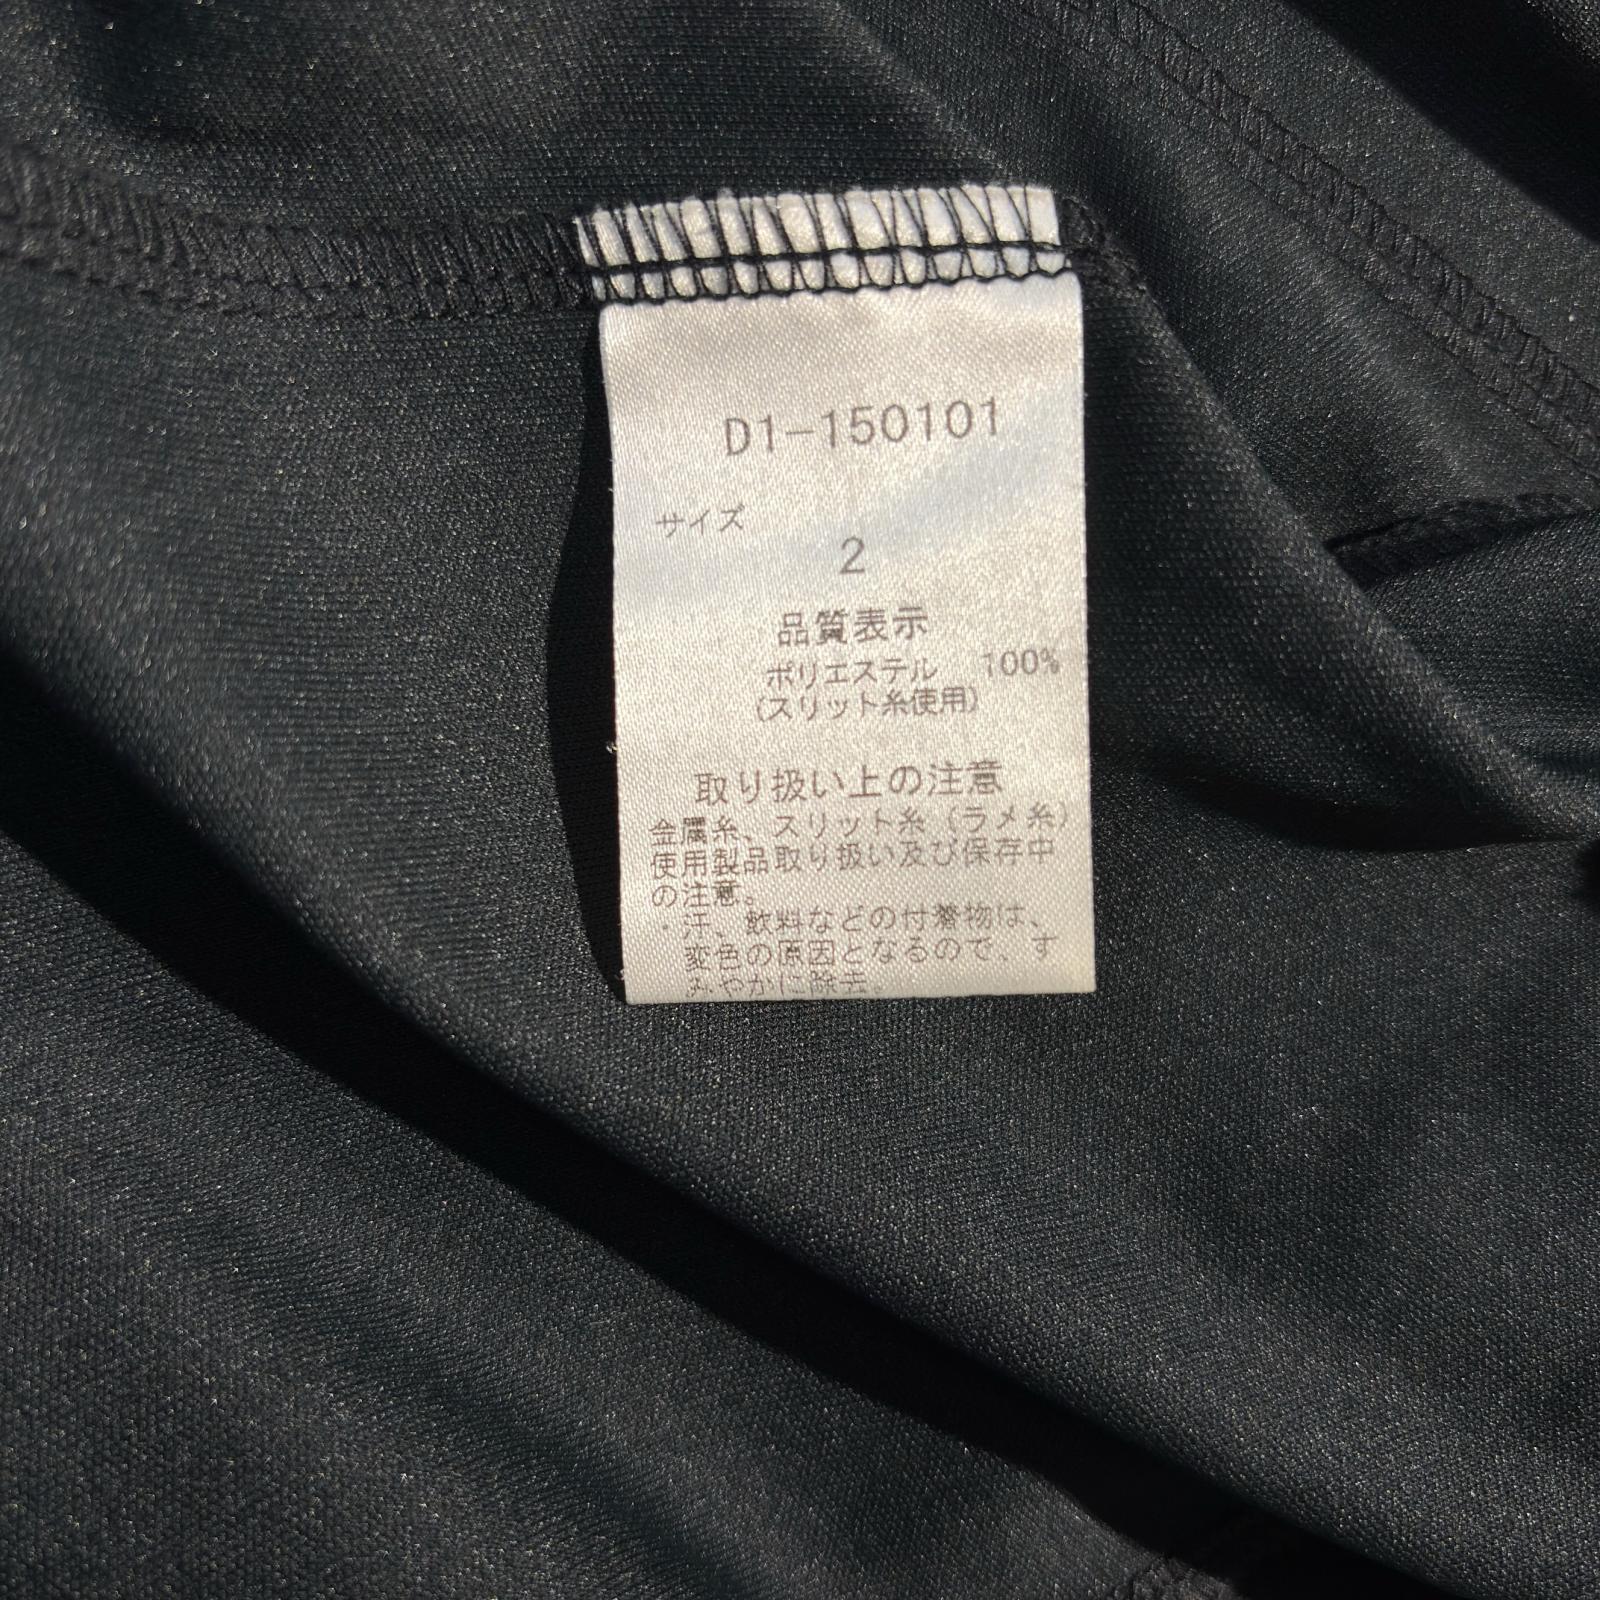 D1-150101
サイズ
2
品質表示
ポリエステル 100%
(スリット糸使用)
取り扱い上の注意
金属糸、スリット糸(ラメ糸)
使用製品取り扱い及び保存中
の注意。
・汗、飲料などの付着物は、
変色の原因となるので、す
みやかに除去。